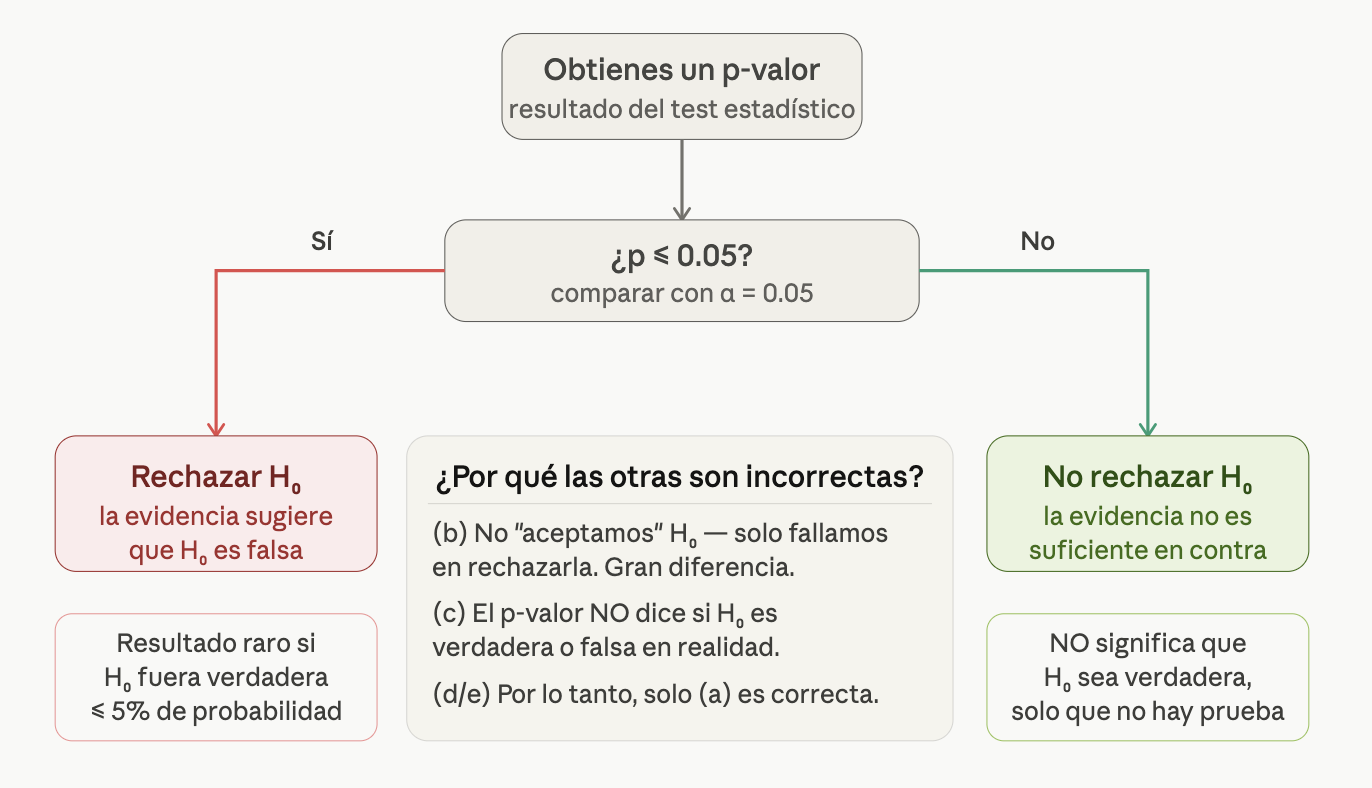 Obtienes un p-valor
resultado del test estadístico
Sí
No
¿p ≤ 0.05?
comparar con α = 0.05
Rechazar H₀
la evidencia sugiere
que H₀ es falsa
¿Por qué las otras son incorrectas?
(b) No "aceptamos" H₀ — solo fallamos
en rechazarla. Gran diferencia.
(c) El p-valor NO dice si H₀ es
verdadera o falsa en realidad.
(d/e) Por lo tanto, solo (a) es correcta.
No rechazar H₀
la evidencia no es
suficiente en contra
Resultado raro si
H₀ fuera verdadera
≤ 5% de probabilidad
NO significa que
H₀ sea verdadera,
solo que no hay prueba